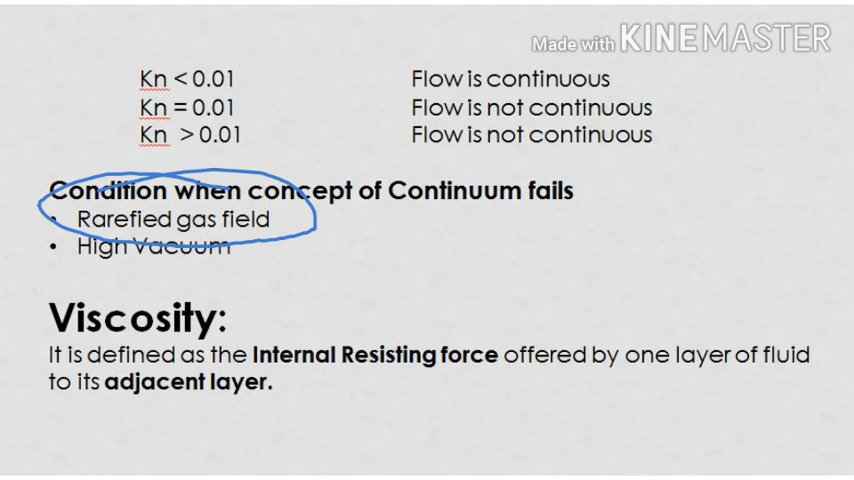 Made with KINEMASTER
Kn < 0.01 Flow is continuous
Kn = 0.01 Flow is not continuous
Kn > 0.01 Flow is not continuous
Condition when concept of Continuum fails
• Rarefied gas field
• High Vacuum
Viscosity:
It is defined as the Internal Resisting force offered by one layer of fluid
to its adjacent layer.